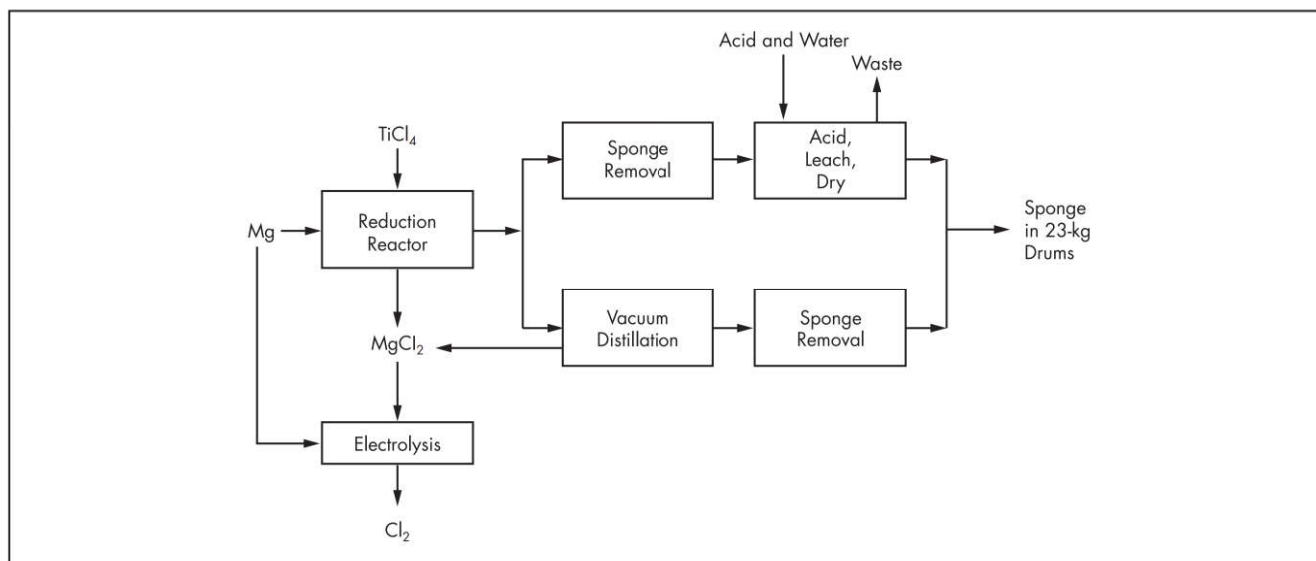 Acid and Water
Waste
TiCl₄
Sponge
Removal
Acid,
Leach,
Dry
Mg
Reduction
Reactor
Sponge
in 23-kg
Drums
MgCl₂
Vacuum
Distillation
Sponge
Removal
Electrolysis
Cl₂